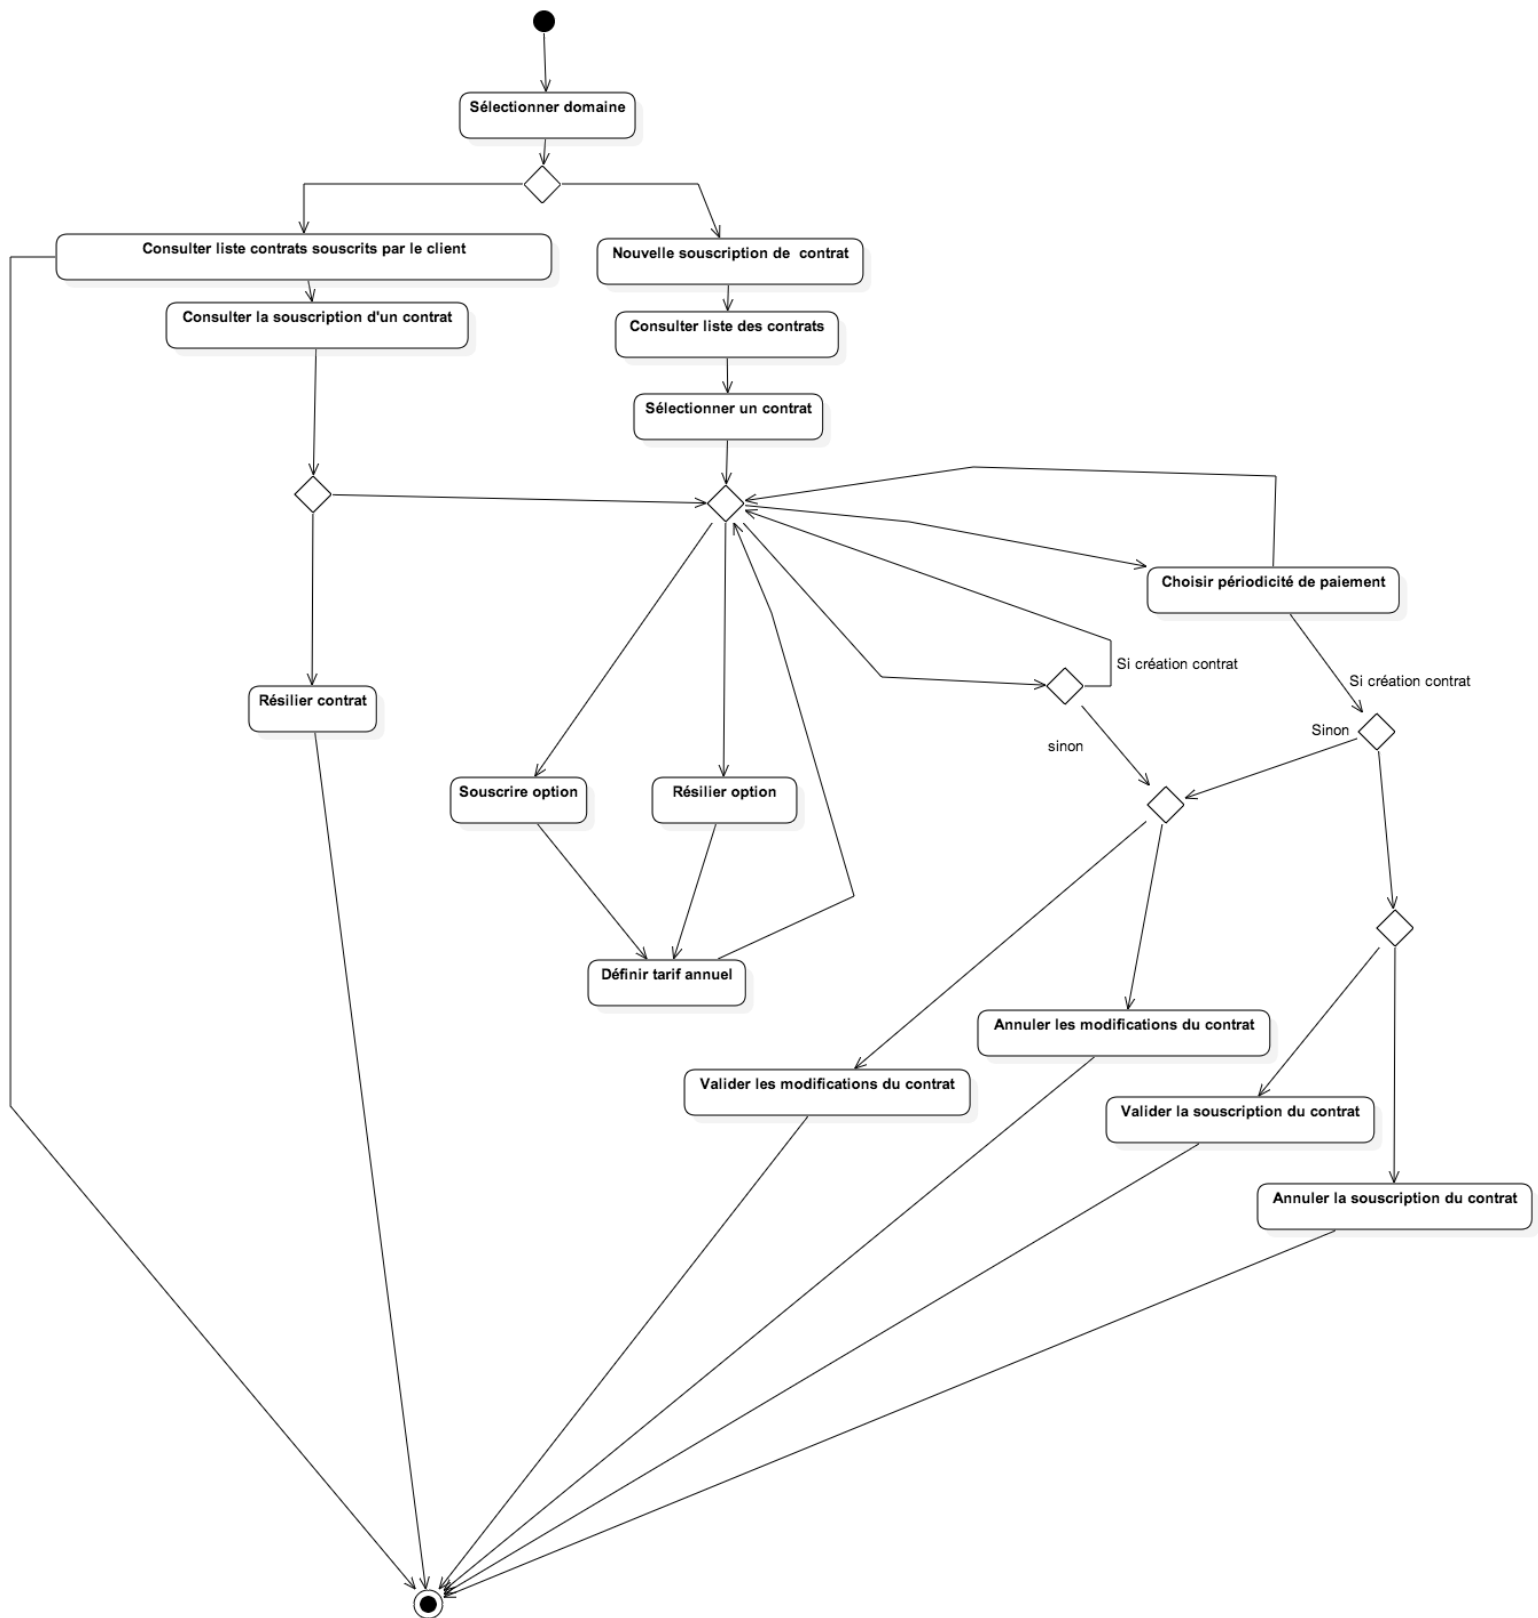 Sélectionner domaine
Consulter liste contrats souscrits par le client
Nouvelle souscription de  contrat
Consulter la souscription d'un contrat
Consulter liste des contrats
Sélectionner un contrat
Choisir périodicité de paiement
Si création contrat
Si création contrat
Résilier contrat
Sinon
sinon
Souscrire option
Résilier option
Définir tarif annuel
Annuler les modifications du contrat
Valider les modifications du contrat
Valider la souscription du contrat
Annuler la souscription du contrat